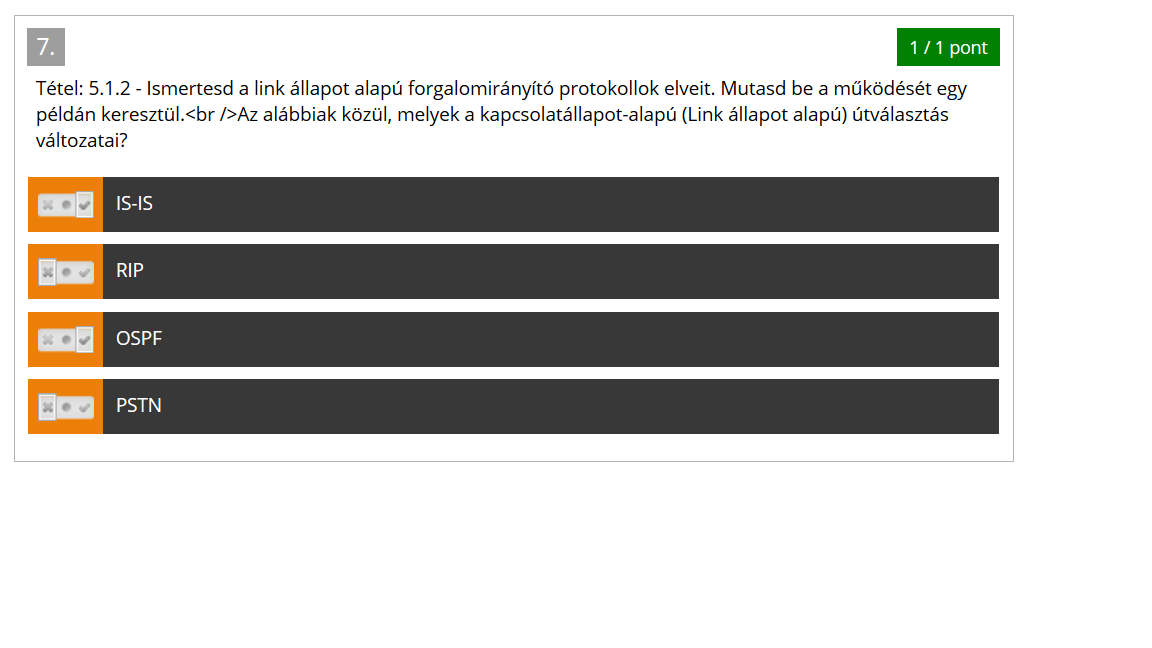 7.
1 / 1 pont
Tétel: 5.1.2 - Ismertesd a link állapot alapú forgalomirányító protokollok elveit. Mutasd be a működését egy
példán keresztül.<br />Az alábbiak közül, melyek a kapcsolatállapot-alapú (Link állapot alapú) útválasztás
változatai?
IS-IS
RIP
OSPF
PSTN